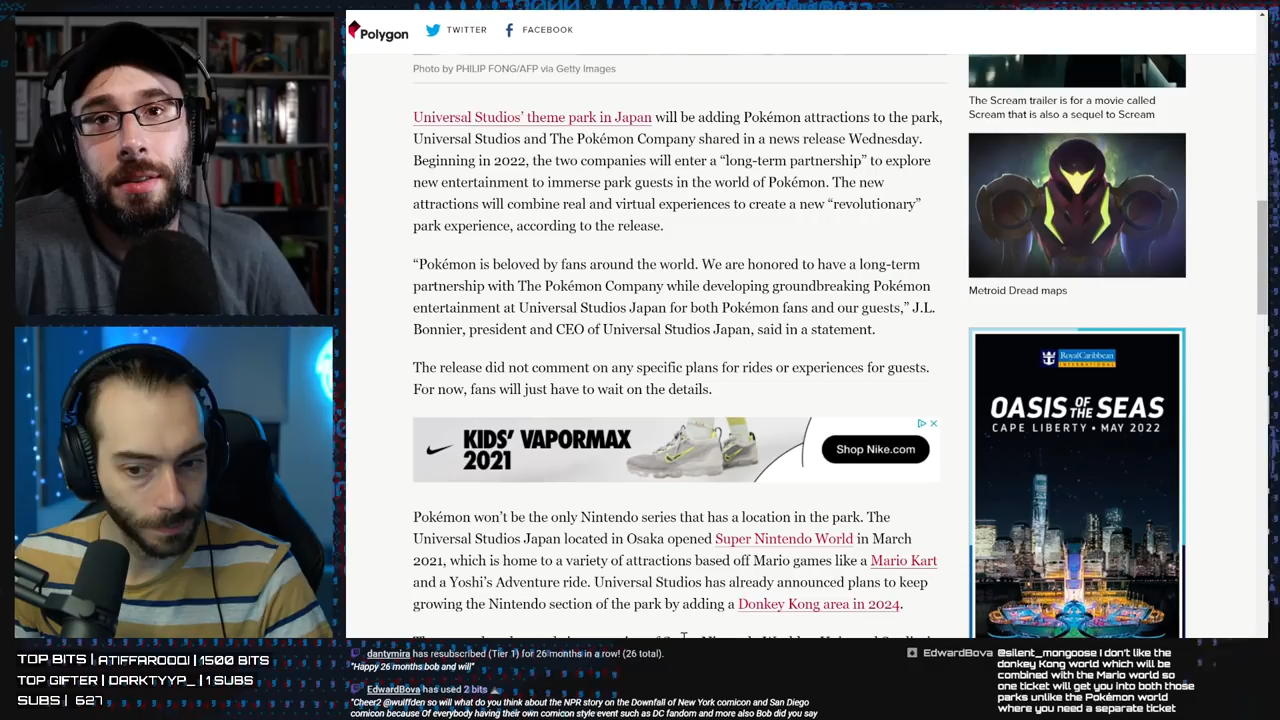 Polygon
TWITTER
FACEBOOK
Photo by PHILIP FONG/AFP via Getty Images
Universal Studios’ theme park in Japan will be adding Pokémon attractions to the park,
Universal Studios and The Pokémon Company shared in a news release Wednesday.
Beginning in 2022, the two companies will enter a “long-term partnership” to explore
new entertainment to immerse park guests in the world of Pokémon. The new
attractions will combine real and virtual experiences to create a new “revolutionary”
park experience, according to the release.
“Pokémon is beloved by fans around the world. We are honored to have a long-term
partnership with The Pokémon Company while developing groundbreaking Pokémon
entertainment at Universal Studios Japan for both Pokémon fans and our guests,” J.L.
Bonnier, president and CEO of Universal Studios Japan, said in a statement.
The release did not comment on any specific plans for rides or experiences for guests.
For now, fans will just have to wait on the details.
KIDS’ VAPORMAX
2021
Shop Nike.com
Pokémon won’t be the only Nintendo series that has a location in the park. The
Universal Studios Japan located in Osaka opened Super Nintendo World in March
2021, which is home to a variety of attractions based off Mario games like a Mario Kart
and a Yoshi’s Adventure ride. Universal Studios has already announced plans to keep
growing the Nintendo section of the park by adding a Donkey Kong area in 2024.
The Scream trailer is for a movie called
Scream that is also a sequel to Scream
Metroid Dread maps
RoyalCaribbean
INTERNATIONAL
OASIS OF THE SEAS
CAPE LIBERTY • MAY 2022
TOP BITS | ATIFFAROOQI | 1500 BITS
TOP GIFTER | DARKTYYP_ | 1 SUBS
SUBS | 627
dantymira has resubscribed (Tier 1) for 26 months in a row! (26 total).
"Happy 26 months bob and will"
EdwardBova has used 2 bits
"Cheer2 @wulffden so will what do you think about the NPR story on the Downfall of New York comicon and San Diego
comicon because Of everybody having their own comicon style event such as DC fandom and more also Bob did you say
EdwardBova
@silent_mongoose I don't like the
donkey Kong world which will be
combined with the Mario world so
one ticket will get you into both those
parks unlike the Pokémon world
where you need a separate ticket